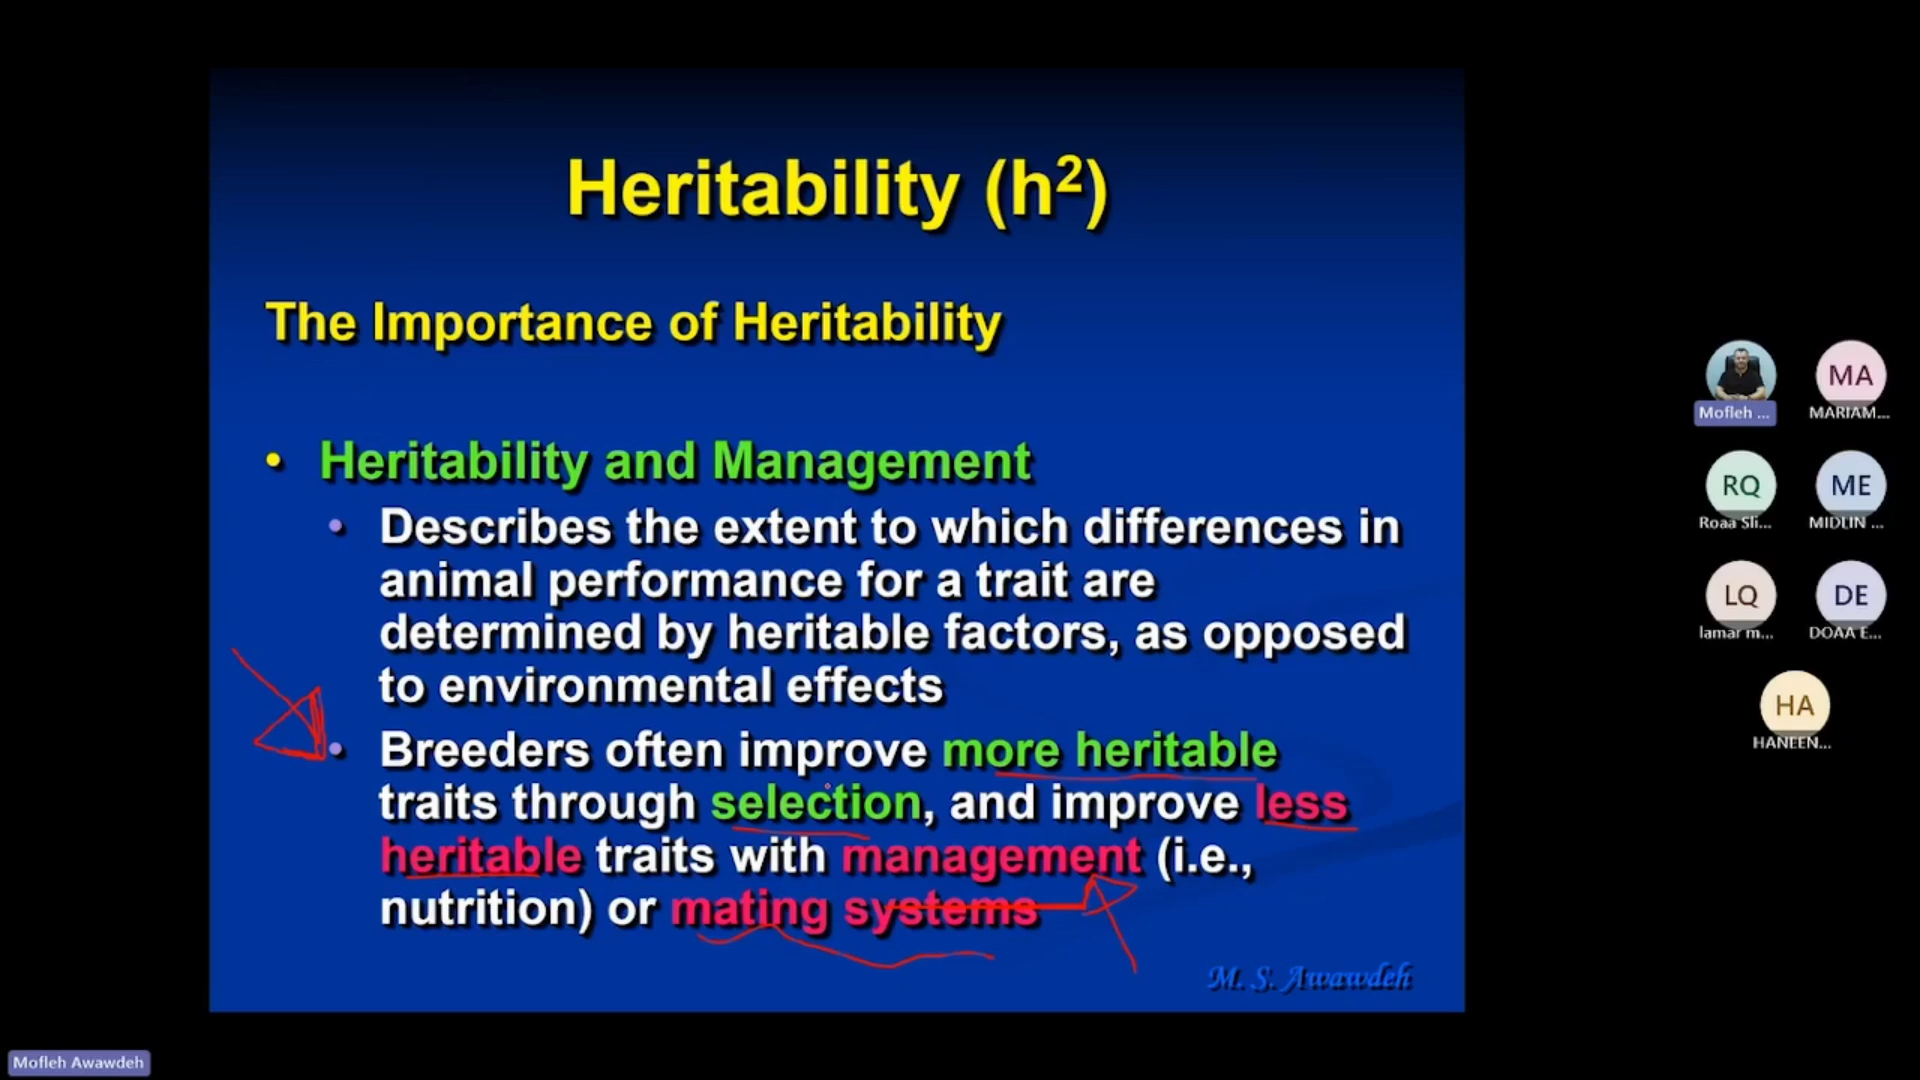 Heritability (h²)
The Importance of Heritability
• Heritability and Management
• Describes the extent to which differences in
animal performance for a trait are
determined by heritable factors, as opposed
to environmental effects
• Breeders often improve more heritable
traits through selection, and improve less
heritable traits with management (i.e.,
nutrition) or mating systems
M. S. Awawdeh
Mofleh ...
MA
MARIAM...
RQ
Roaa Sli...
ME
MIDLIN ...
LQ
lamar m...
DE
DOAA E...
HA
HANEEN...
Mofleh Awawdeh